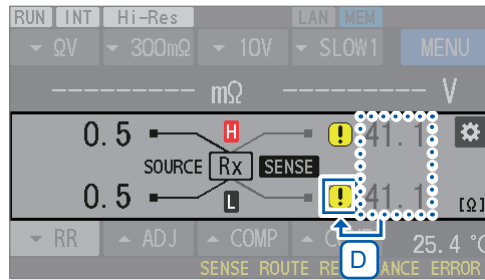 RUN INT Hi-Res LAN MEM
ΩV 300mΩ 10V SLOW1 MENU
------ mΩ ------ V
0.5 H ! 41.1
SOURCE Rx SENSE
0.5 L ! 41.1 [Ω]
RR ADJ COMP 25.4 °C
D
SENSE ROUTE ERROR